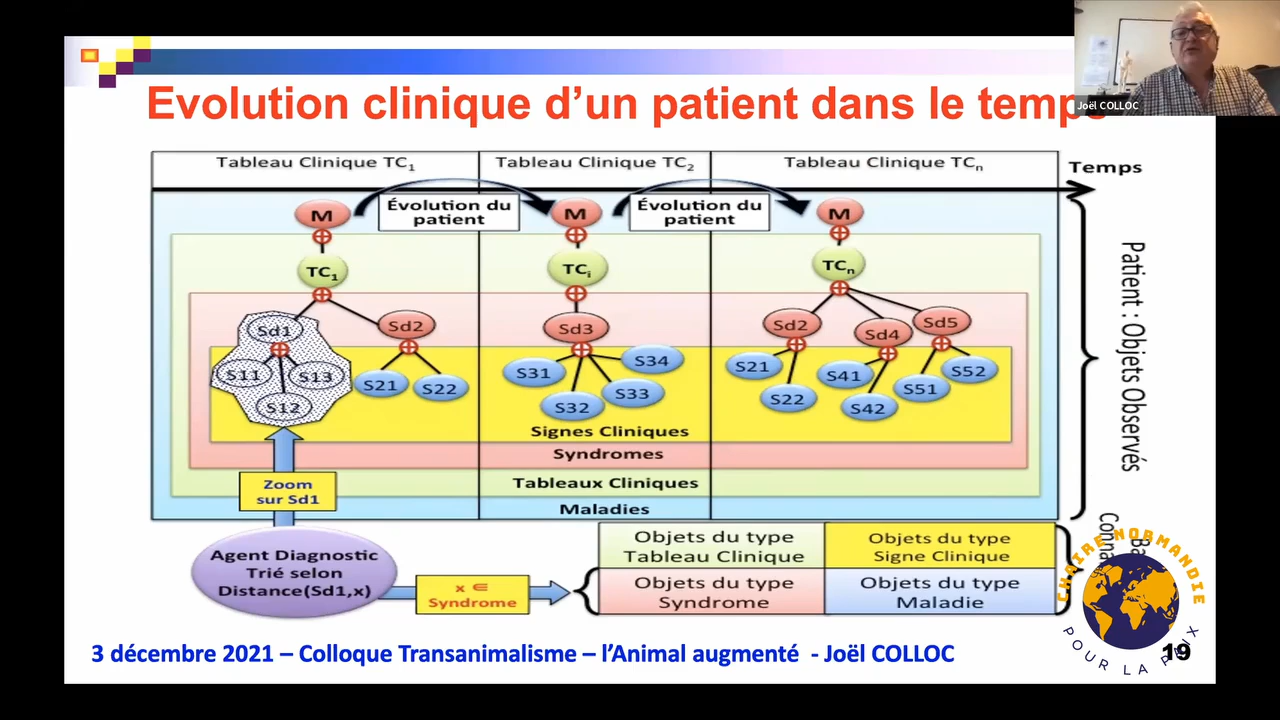 Joël COLLOC
Evolution clinique d'un patient dans le temps
Tableau Clinique TC1
Tableau Clinique TC2
Tableau Clinique TCn
Temps
M
Évolution du
patient
M
Évolution du
patient
M
TC1
TCi
TCn
Sd1
Sd2
Sd3
Sd2
Sd4
Sd5
S11
S13
S12
S21
S22
S31
S34
S32
S33
S21
S22
S41
S42
S51
S52
Signes Cliniques
Syndromes
Tableaux Cliniques
Maladies
Patient : Objets Observés
Zoom
sur Sd1
Agent Diagnostic
Trié selon
Distance(Sd1,x)
x ∈
Syndrome
Objets du type
Tableau Clinique
Objets du type
Signe Clinique
Objets du type
Syndrome
Objets du type
Maladie
CHAIRE NORMANDIE
POUR LA PAIX
3 décembre 2021 – Colloque Transanimalisme – l'Animal augmenté - Joël COLLOC
19